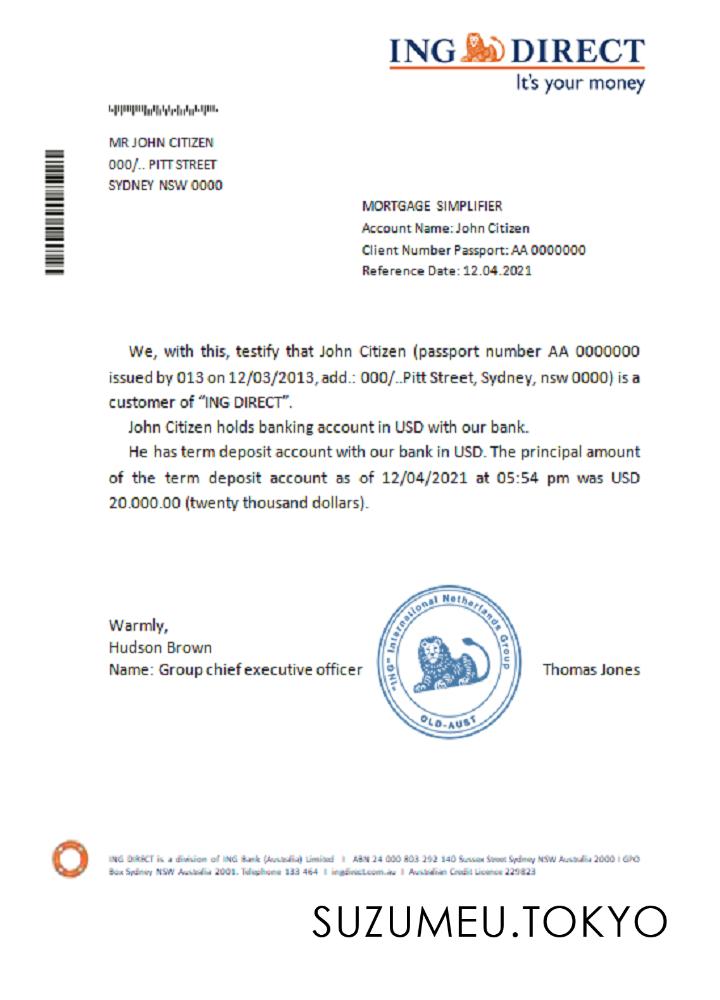 ING DIRECT
It's your money
MR JOHN CITIZEN
000/.. PITT STREET
SYDNEY NSW 0000
MORTGAGE SIMPLIFIER
Account Name: John Citizen
Client Number Passport: AA 0000000
Reference Date: 12.04.2021
We, with this, testify that John Citizen (passport number AA 0000000
issued by 013 on 12/03/2013, add.: 000/..Pitt Street, Sydney, nsw 0000) is a
customer of “ING DIRECT”.
John Citizen holds banking account in USD with our bank.
He has term deposit account with our bank in USD. The principal amount
of the term deposit account as of 12/04/2021 at 05:54 pm was USD
20.000.00 (twenty thousand dollars).
Warmly,
Hudson Brown
Name: Group chief executive officer
"ING" International Netherlands Group
OLD-AUST
Thomas Jones
ING DIRECT is a division of ING Bank (Australia) Limited | ABN 24 000 803 292 140 Sussex Street Sydney NSW Australia 2000 | GPO
Box Sydney NSW Australia 2001. Telephone 133 464 | ingdirect.com.au | Australian Credit Licence 229823
SUZUMEU.TOKYO